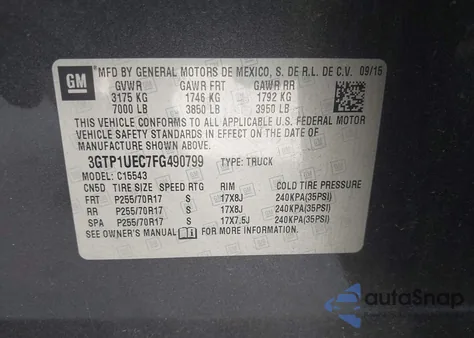 GM
MFD BY GENERAL MOTORS DE MEXICO, S. DE R.L. DE C.V. 09/15
GVWR GAWR FRT GAWR RR
3175 KG 1746 KG 1792 KG
7000 LB 3850 LB 3950 LB
THIS VEHICLE CONFORMS TO ALL APPLICABLE U.S. FEDERAL MOTOR
VEHICLE SAFETY, BUMPER, AND THEFT PREVENTION STANDARDS IN EFFECT ON THE DATE OF
MANUFACTURE SHOWN ABOVE.
3GTP1UEC7FG490799 TYPE: TRUCK
MODEL: C15543
CN5D TIRE SIZE SPEED RTG RIM COLD TIRE PRESSURE
FRT P255/70R17 S 17X8J 240KPA(35PSI)
RR P255/70R17 S 17X8J 240KPA(35PSI)
SPA P255/70R17 S 17X7.5J 240KPA(35PSI)
SEE OWNER'S MANUAL FOR MORE INFORMATION.
autoSnap